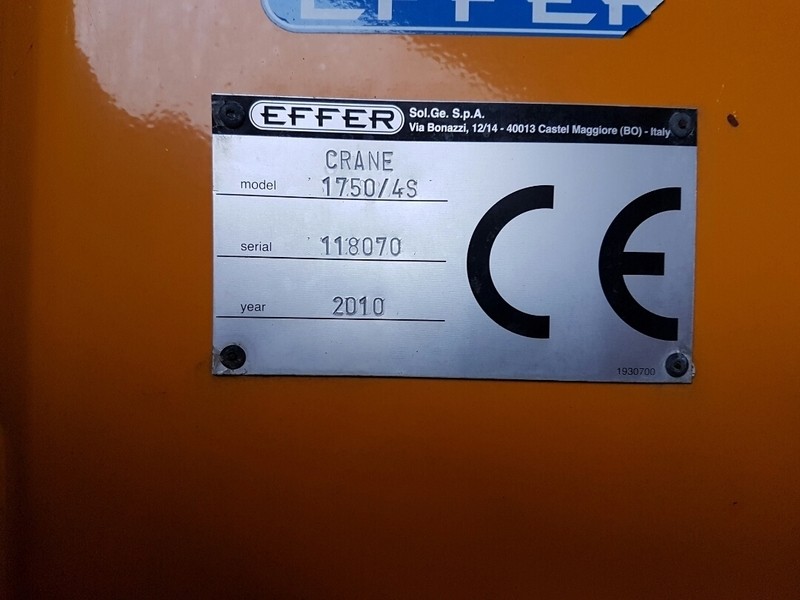 EFFER
EFFER
Sol.Ge. S.p.A.
Via Bonazzi, 12/14 - 40013 Castel Maggiore (BO) - Italy
CRANE
model 1750/4S
serial 118070
year 2010
CE
1930700